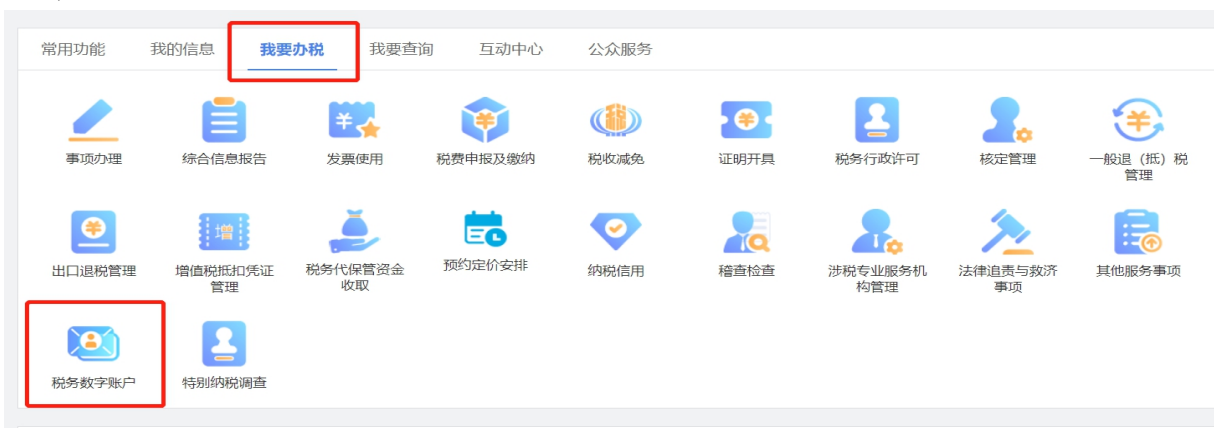 常用功能 我的信息 我要办税 我要查询 互动中心 公众服务
事项办理 综合信息报告 发票使用 税费申报及缴纳 税收减免 证明开具 税务行政许可 核定管理 一般退（抵）税
管理
出口退税管理 增值税抵扣凭证 税务代保管资金 预约定价安排 纳税信用 稽查检查 涉税专业服务机 法律追责与救济 其他服务事项
管理 收取 构管理 事项
税务数字账户 特别纳税调查